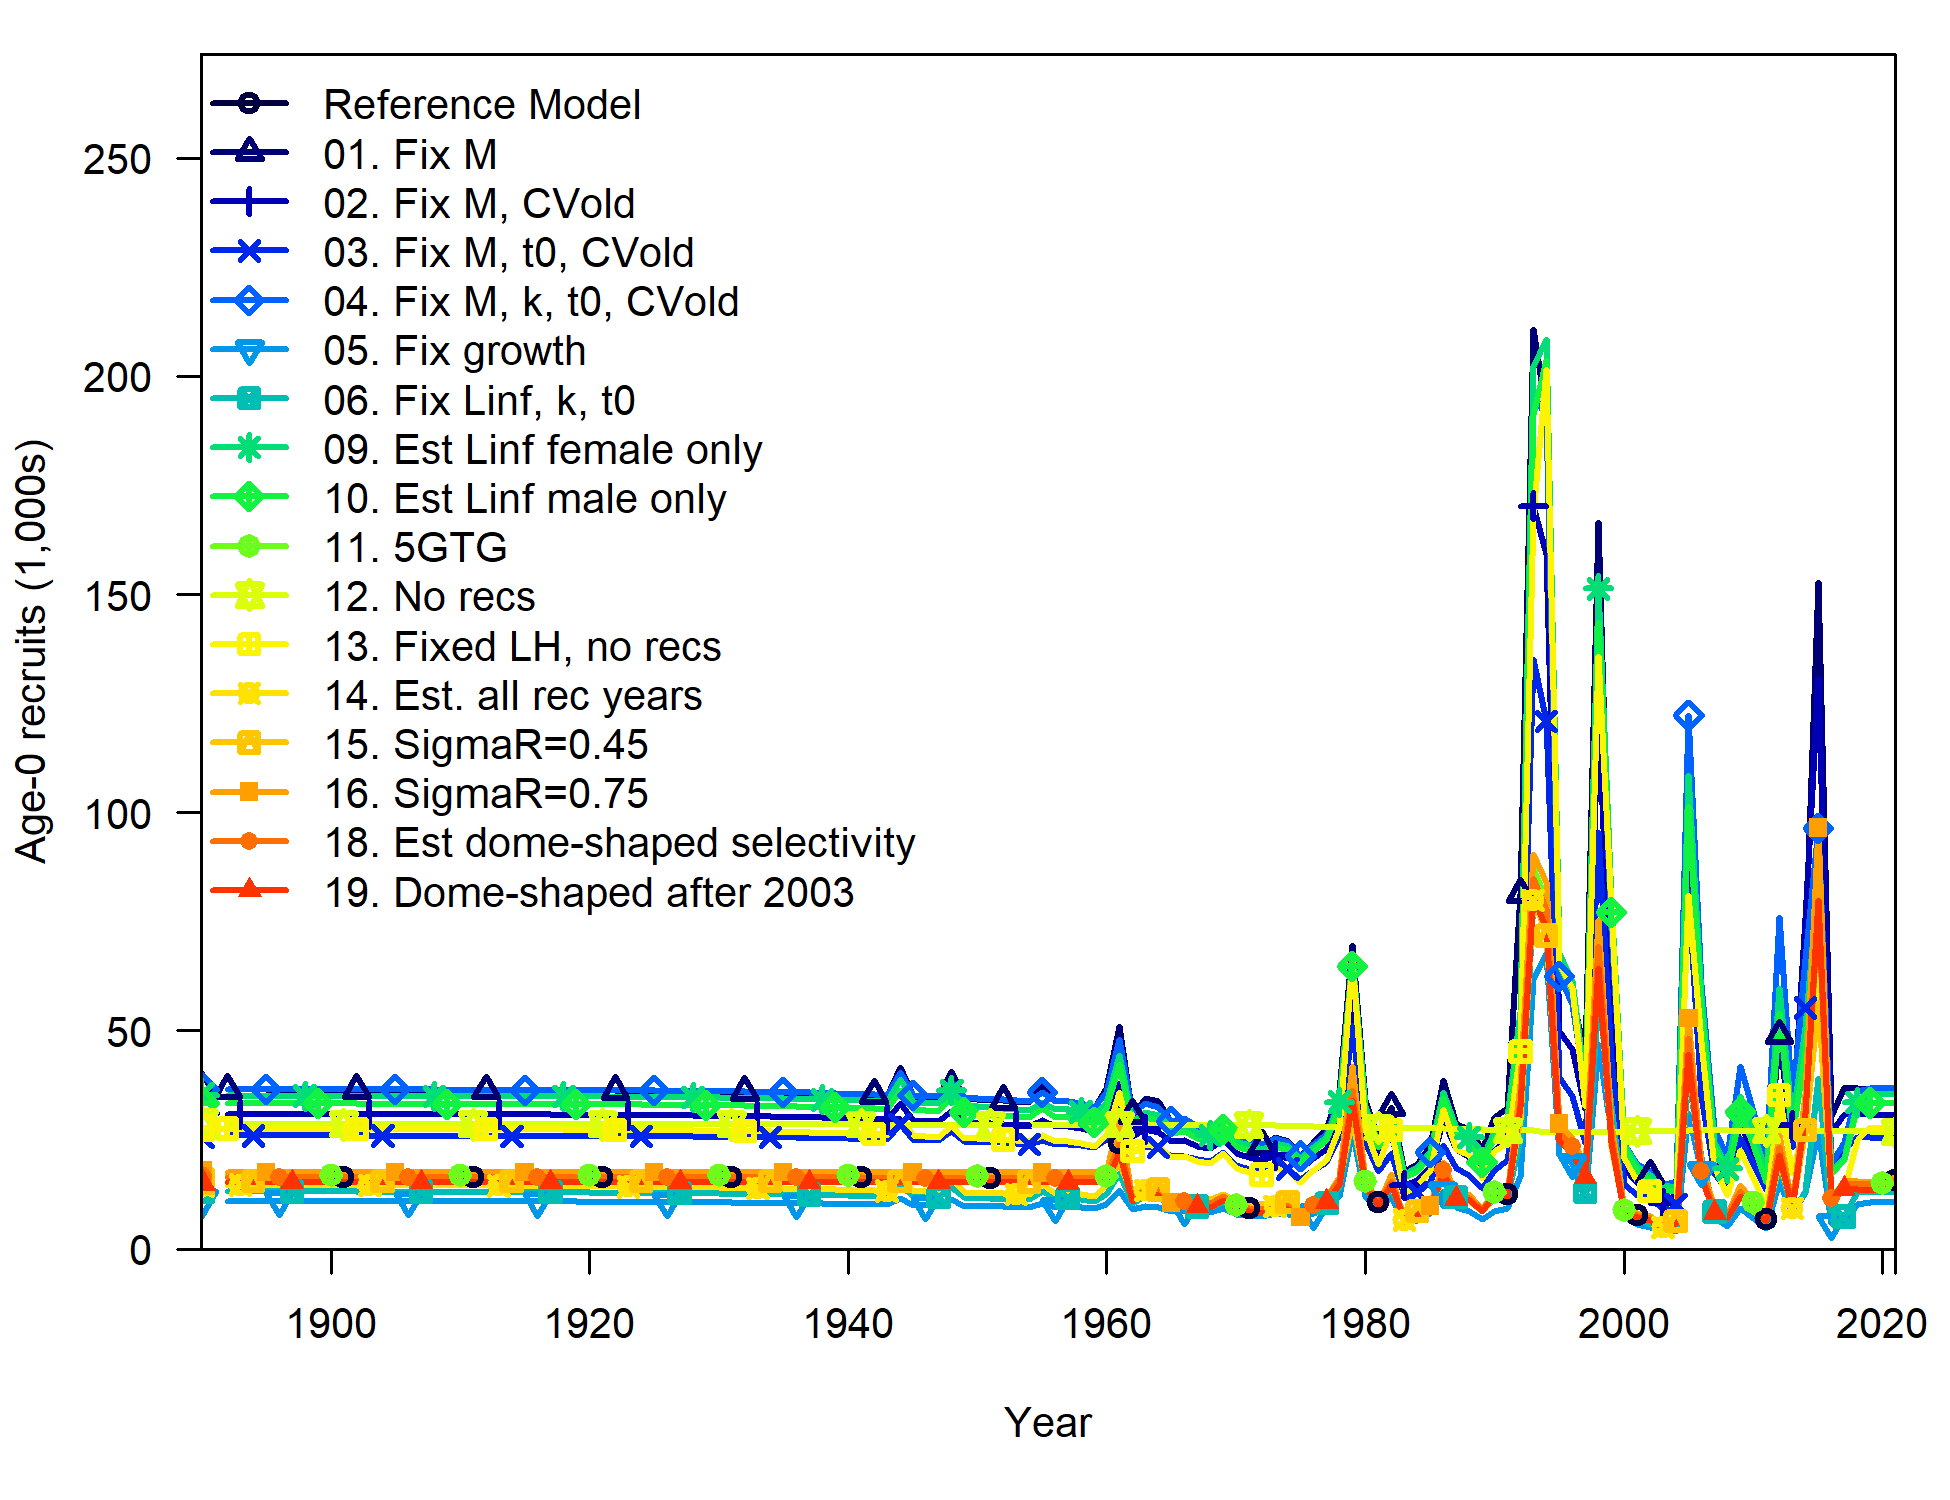 Reference Model
01. Fix M
02. Fix M, CVold
03. Fix M, t0, CVold
04. Fix M, k, t0, CVold
05. Fix growth
06. Fix Linf, k, t0
09. Est Linf female only
10. Est Linf male only
11. 5GTG
12. No recs
13. Fixed LH, no recs
14. Est. all rec years
15. SigmaR=0.45
16. SigmaR=0.75
18. Est dome-shaped selectivity
19. Dome-shaped after 2003
Age-0 recruits (1,000s)
250
200
150
100
50
0
1900 1920 1940 1960 1980 2000 2020
Year